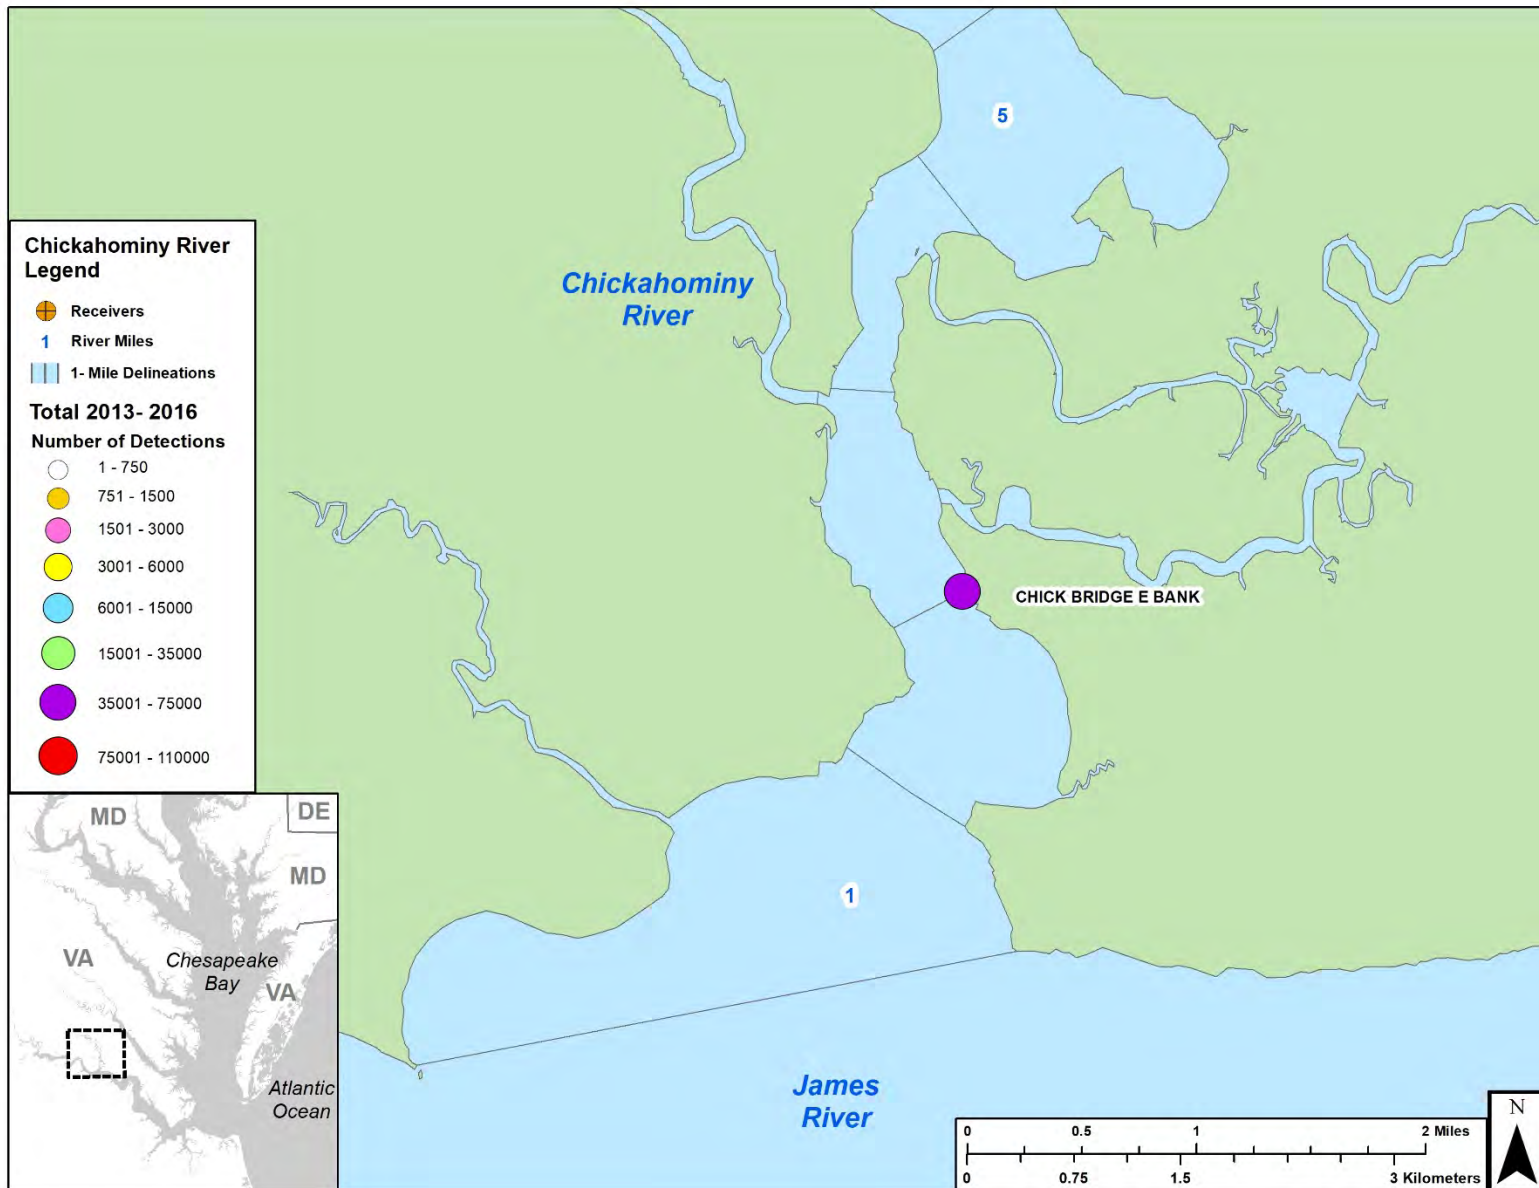 5
Chickahominy
River
Chickahominy River
Legend
Receivers
1 River Miles
1- Mile Delineations
Total 2013- 2016
Number of Detections
1 - 750
751 - 1500
1501 - 3000
3001 - 6000
6001 - 15000
15001 - 35000
35001 - 75000
75001 - 110000
CHICK BRIDGE E BANK
1
James
River
MD
DE
MD
VA
Chesapeake
Bay
VA
Atlantic
Ocean
0 0.5 1 2 Miles
0 0.75 1.5 3 Kilometers
N